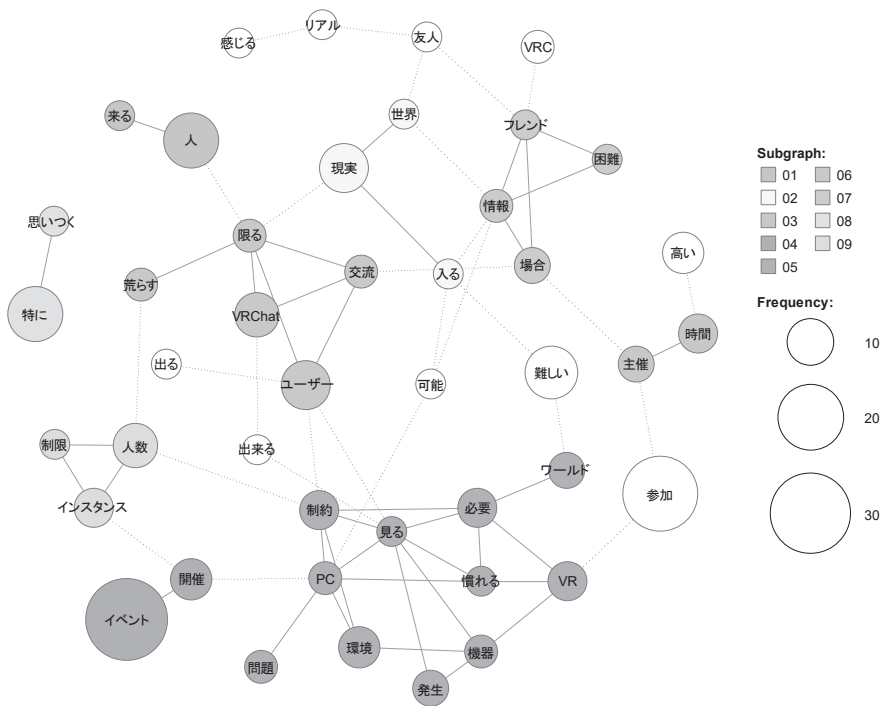 リアル
感じる
友人
VRC
来る
人
世界
フレンド
困難
現実
情報
思いつく
限る
高い
荒らす
交流
入る
場合
特に
VRChat
時間
出る
ユーザー
可能
難しい
主催
制限
人数
出来る
インスタンス
ワールド
制約
必要
参加
見る
開催
PC
慣れる
VR
イベント
問題
環境
機器
発生
Subgraph:
01 06
02 07
03 08
04 09
05
Frequency:
10
20
30